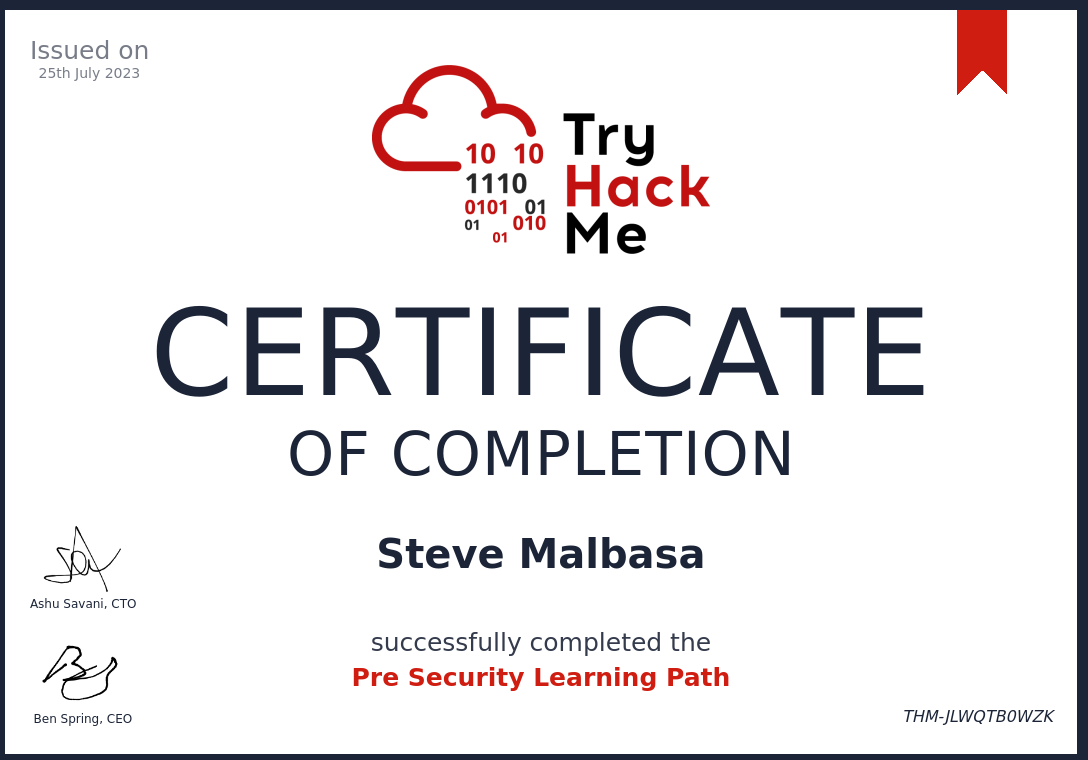 Issued on
25th July 2023
10 10
1110
0101 01
01 010
01
Try
Hack
Me
CERTIFICATE
OF COMPLETION
Steve Malbasa
Ashu Savani, CTO
successfully completed the
Pre Security Learning Path
Ben Spring, CEO
THM-JLWQTB0WZK